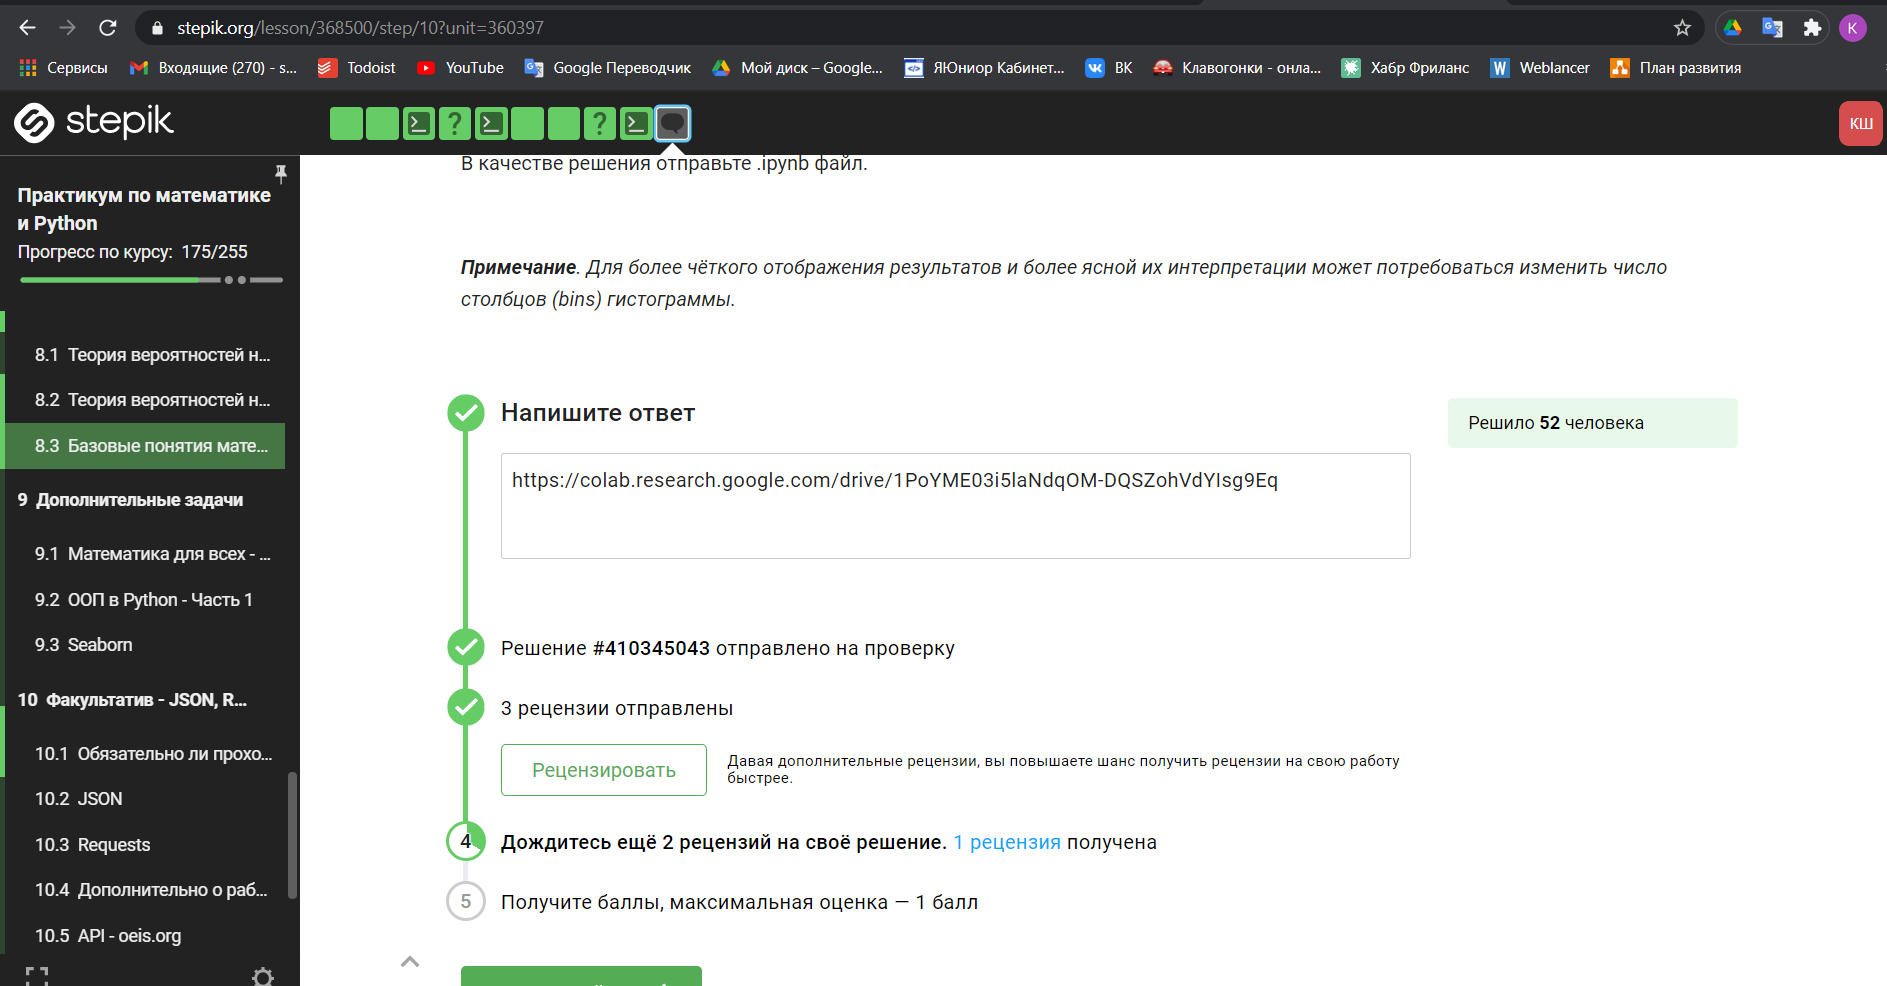 stepik.org/lesson/368500/step/10?unit=360397
K
Сервисы
Входящие (270) - s...
Todoist
YouTube
Google Переводчик
Мой диск – Google...
ЯЮниор Кабинет...
ВК
Клавогонки - онла...
Хабр Фриланс
W Weblancer
План развития
stepik
? ?
КШ
Практикум по математике
и Python
Прогресс по курсу: 175/255
8.1 Теория вероятностей н...
8.2 Теория вероятностей н...
8.3 Базовые понятия мате...
9 Дополнительные задачи
9.1 Математика для всех - ...
9.2 ООП в Python - Часть 1
9.3 Seaborn
10 Факультатив - JSON, R...
10.1 Обязательно ли прохо...
10.2 JSON
10.3 Requests
10.4 Дополнительно о раб...
10.5 API - oeis.org
В качестве решения отправьте .ipynb файл.
Примечание. Для более чёткого отображения результатов и более ясной их интерпретации может потребоваться изменить число
столбцов (bins) гистограммы.
Напишите ответ
Решило 52 человека
https://colab.research.google.com/drive/1PoYME03i5laNdqOM-DQSZohVdYIsg9Eq
Решение #410345043 отправлено на проверку
3 рецензии отправлены
Рецензировать
Давая дополнительные рецензии, вы повышаете шанс получить рецензии на свою работу
быстрее.
4 Дождитесь ещё 2 рецензий на своё решение. 1 рецензия получена
5 Получите баллы, максимальная оценка — 1 балл